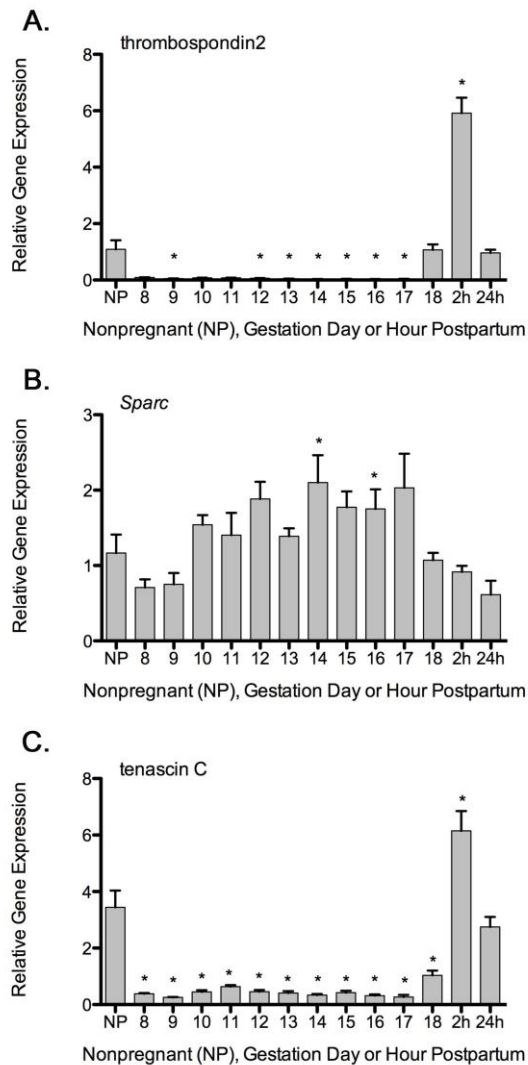 A.
thrombospondin2
Relative Gene Expression
8
6
4
2
0
*
* * * * * * *
NP 8 9 10 11 12 13 14 15 16 17 18 2h 24h
Nonpregnant (NP), Gestation Day or Hour Postpartum
B.
Sparc
Relative Gene Expression
3
2
1
0
* *
NP 8 9 10 11 12 13 14 15 16 17 18 2h 24h
Nonpregnant (NP), Gestation Day or Hour Postpartum
C.
tenascin C
Relative Gene Expression
8
6
4
2
0
*
* * * * * * * * * * *
NP 8 9 10 11 12 13 14 15 16 17 18 2h 24h
Nonpregnant (NP), Gestation Day or Hour Postpartum